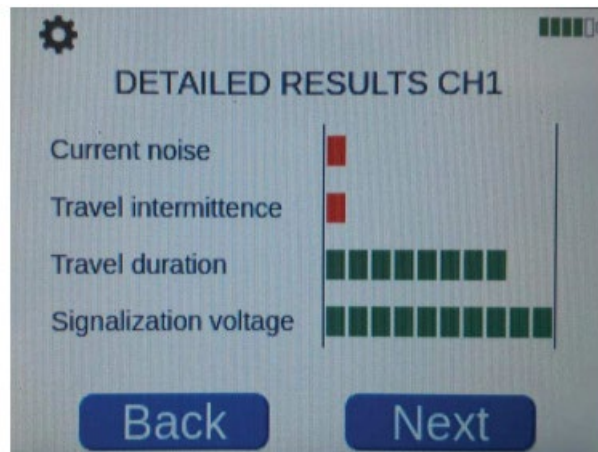 DETAILED RESULTS CH1
Current noise
Travel intermittence
Travel duration
Signalization voltage
Back
Next